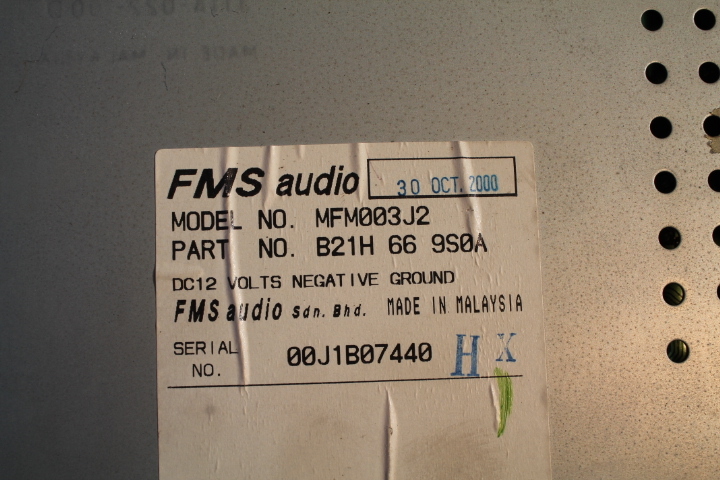 FMS audio 30 OCT. 2000
MODEL NO. MFM003J2
PART NO. B21H 66 9S0A
DC12 VOLTS NEGATIVE GROUND
FMS audio Sdn. Bhd. MADE IN MALAYSIA
SERIAL NO. 00J1B07440 H X